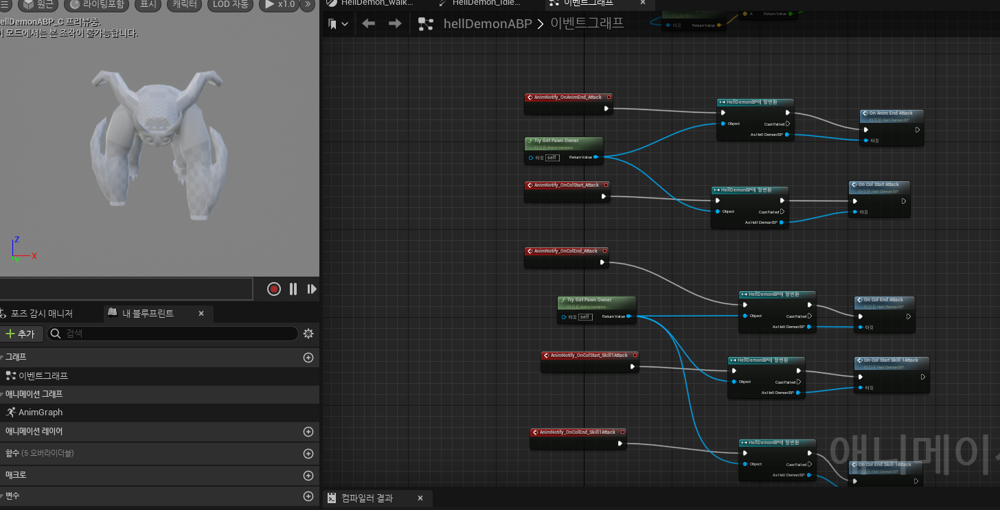 원근
라이팅포함
표시
캐릭터
LOD 자동
x1.0
HellDemon_walk...
HellDemon_Idle...
이벤트그래프
ellDemonABP_C 프리뷰중.
이 모드에서는 본 조작이 불가능합니다.
hellDemonABP
이벤트그래프
타깃
Return Value
A
Return Value
AnimNotify_OnAnimEnd_Attack
HellDemonBP에 형변환
Object
Cast Failed
As Hell Demon BP
On Anim End Attack
타깃은 Hell Demon BP
타깃
Try Get Pawn Owner
타깃은 Anim Instance
타깃
self
Return Value
AnimNotify_OnColStart_Attack
HellDemonBP에 형변환
Object
Cast Failed
As Hell Demon BP
On Col Start Attack
타깃은 Hell Demon BP
타깃
AnimNotify_OnColEnd_Attack
HellDemonBP에 형변환
Object
Cast Failed
As Hell Demon BP
On Col End Attack
타깃은 Hell Demon BP
타깃
Try Get Pawn Owner
타깃은 Anim Instance
타깃
self
Return Value
AnimNotify_OnColStart_Skill1Attack
HellDemonBP에 형변환
Object
Cast Failed
As Hell Demon BP
On Col Start Skill 1Attack
타깃은 Hell Demon BP
타깃
AnimNotify_OnColEnd_Skill1Attack
HellDemonBP에 형변환
Object
Cast Failed
As Hell Demon BP
On Col End Skill 1Attack
타깃은 Hell Demon BP
애니메이
Z
X
포즈 감시 매니저
내 블루프린트
추가
검색
그래프
이벤트그래프
애니메이션 그래프
AnimGraph
애니메이션 레이어
함수 (5 오버라이더블)
매크로
변수
컴파일러 결과